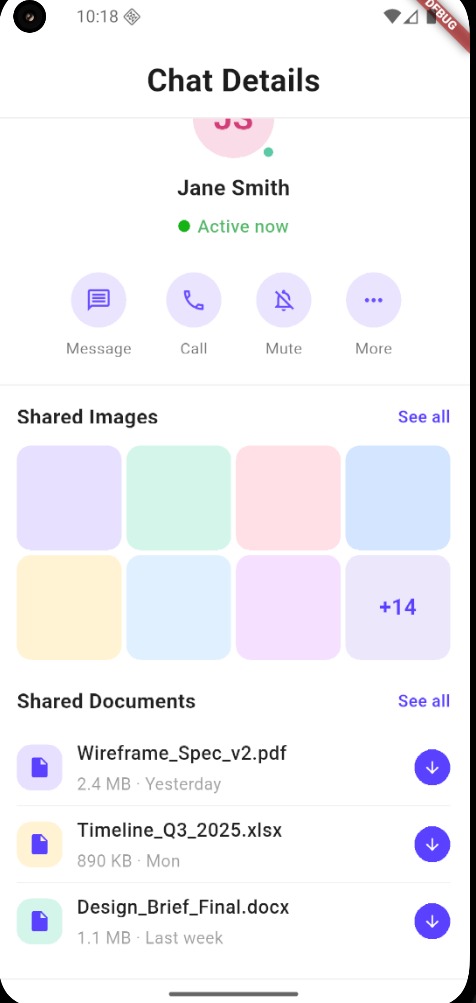 10:18
DEBUG
Chat Details
JS
Jane Smith
Active now
Message Call Mute More
Shared Images See all
+14
Shared Documents See all
Wireframe_Spec_v2.pdf
2.4 MB · Yesterday
Timeline_Q3_2025.xlsx
890 KB · Mon
Design_Brief_Final.docx
1.1 MB · Last week